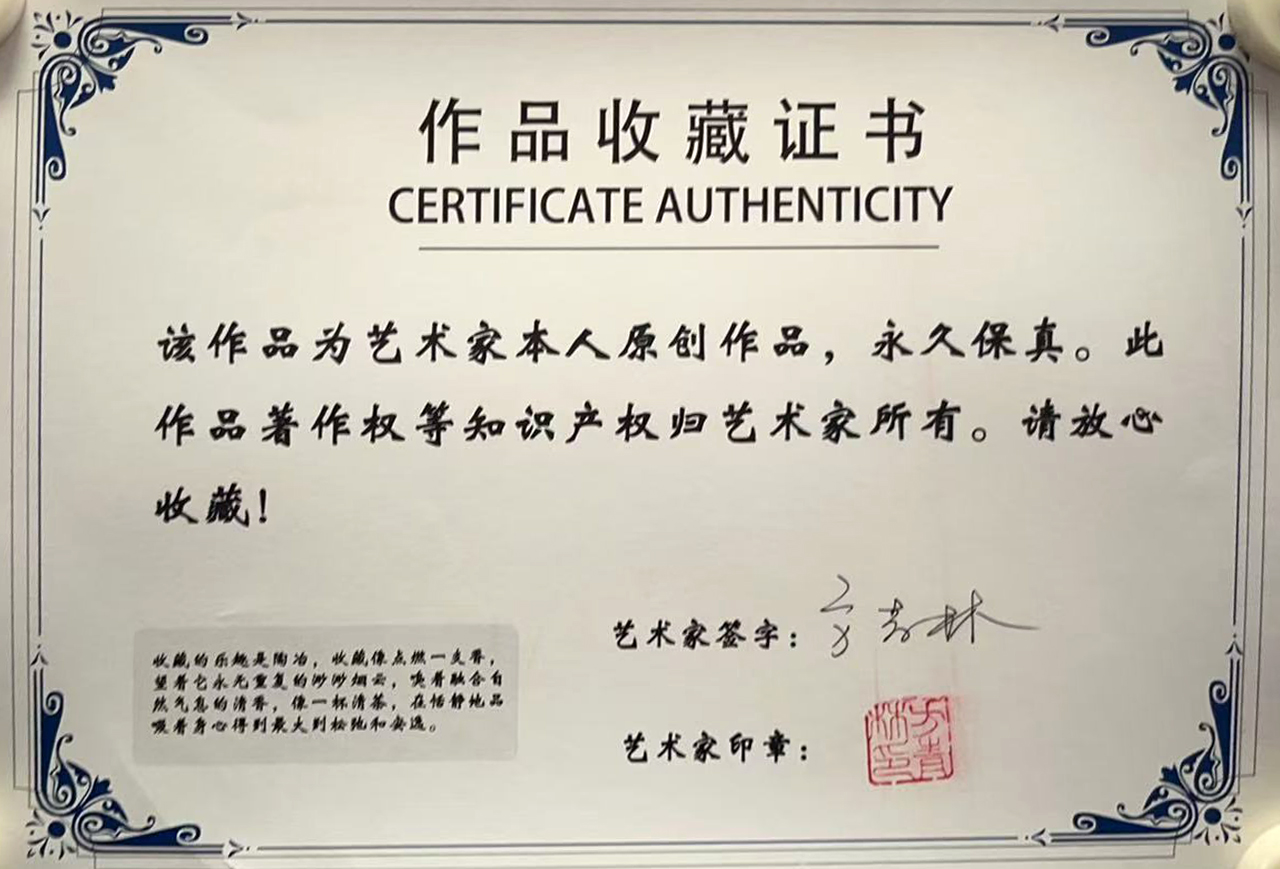 作品收藏证书
CERTIFICATE AUTHENTICITY
该作品为艺术家本人原创作品，永久保真。此
作品著作权等知识产权归艺术家所有。请放心
收藏！
收藏的乐趣是陶冶，收藏像点燃一支香，
望着它永无重复的渺渺烟云，嗅着融合自
然气息的清香，像一杯清茶，在恬静地品
啜着身心得到最大到松弛和安逸。
艺术家签字：
艺术家印章：